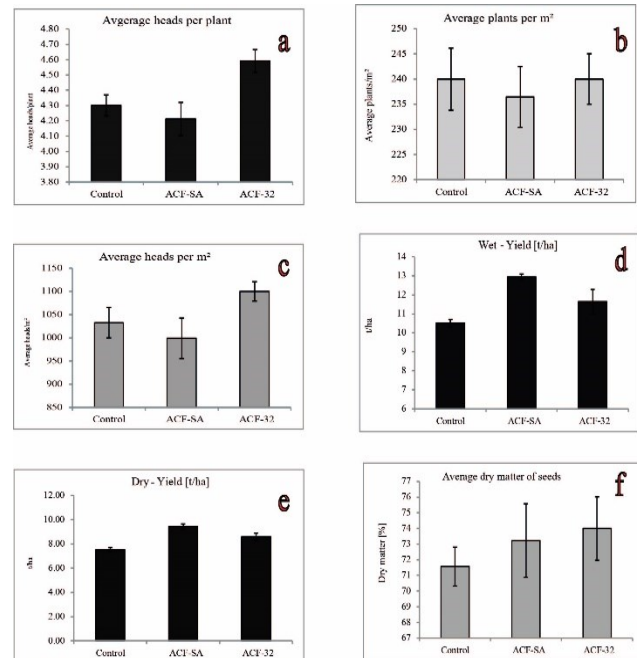 Avgerage heads per plant
a
Average heads/plant
4.80
4.70
4.60
4.50
4.40
4.30
4.20
4.10
4.00
3.90
3.80
Control ACF-SA ACF-32
Average plants per m²
b
Average plants/m²
250
245
240
235
230
225
220
Control ACF-SA ACF-32
Average heads per m²
c
Average heads/m²
1150
1100
1050
1000
950
900
850
Control ACF-SA ACF-32
Wet - Yield [t/ha]
d
t/ha
14
13
12
11
10
9
8
7
6
Control ACF-SA ACF-32
Dry - Yield [t/ha]
e
t/ha
12.00
10.00
8.00
6.00
4.00
2.00
0.00
Control ACF-SA ACF-32
Average dry matter of seeds
f
Dry matter [%]
77
76
75
74
73
72
71
70
69
68
67
Control ACF-SA ACF-32